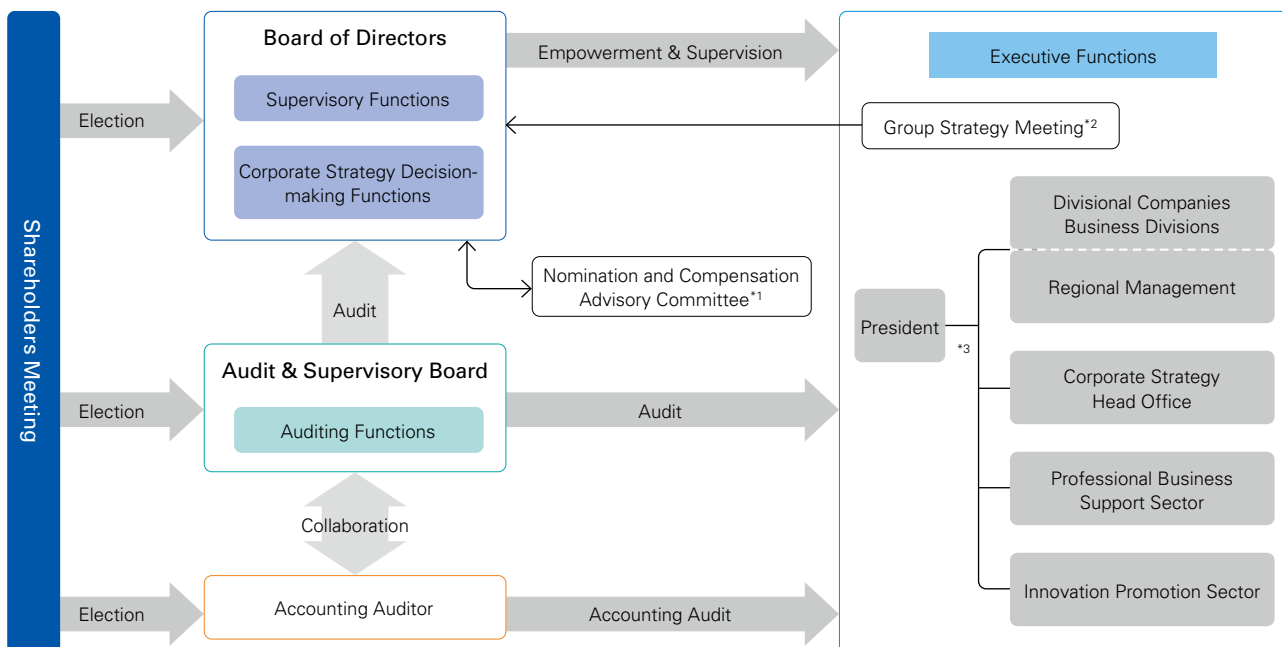 Shareholders Meeting
Election
Board of Directors
Supervisory Functions
Corporate Strategy Decision-
making Functions
Empowerment & Supervision
Executive Functions
Group Strategy Meeting*2
Nomination and Compensation
Advisory Committee*1
Audit
Election
Audit & Supervisory Board
Auditing Functions
Audit
Collaboration
Election
Accounting Auditor
Accounting Audit
President
*3
Divisional Companies
Business Divisions
Regional Management
Corporate Strategy
Head Office
Professional Business
Support Sector
Innovation Promotion Sector